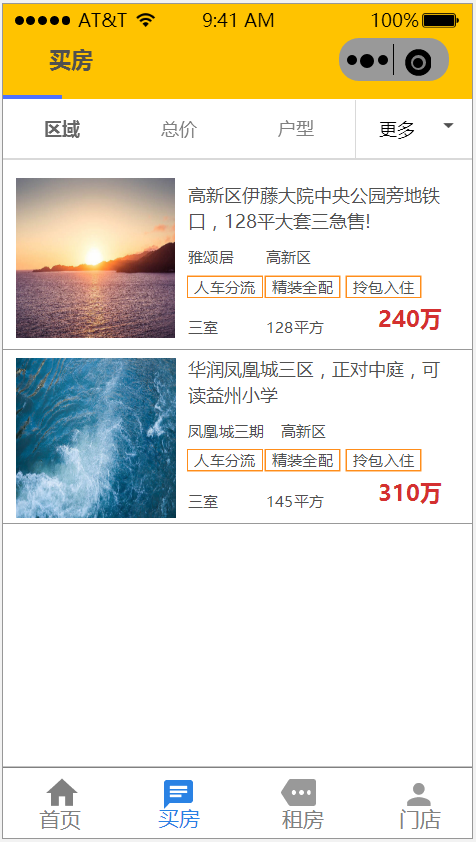 AT&T 9:41 AM 100%
买房
区域 总价 户型 更多
高新区伊藤大院中央公园旁地铁
口，128平大套三急售!
雅颂居 高新区
人车分流 精装全配 拎包入住
三室 128平方 240万
华润凤凰城三区，正对中庭，可
读益州小学
凤凰城三期 高新区
人车分流 精装全配 拎包入住
三室 145平方 310万
首页 买房 租房 门店